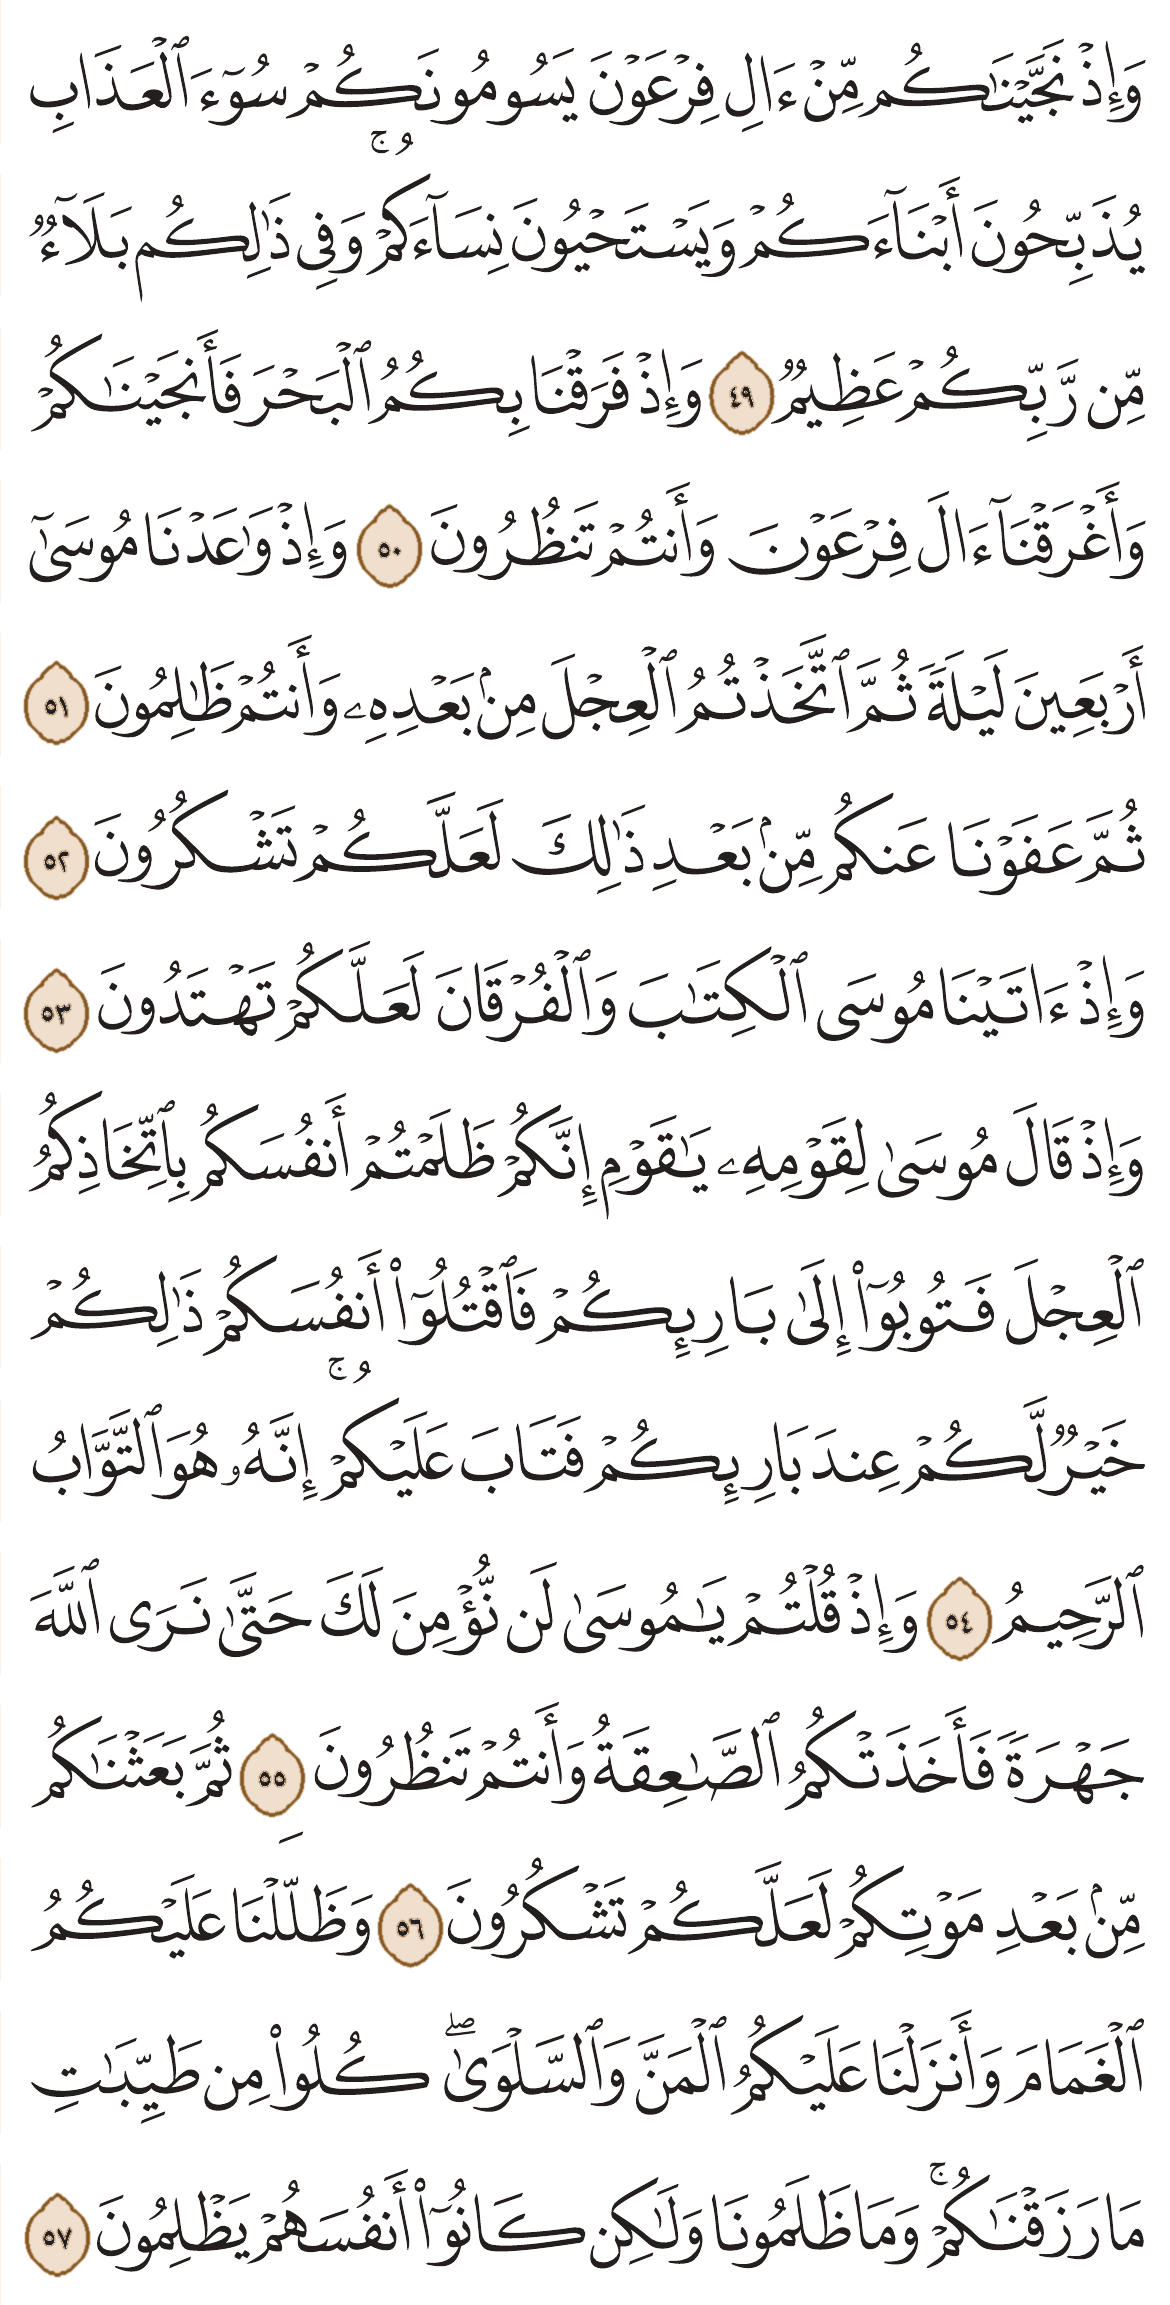 وَإِذۡ نَجَّيۡنَٰكُم مِّنۡ ءَالِ فِرۡعَوۡنَ يَسُومُونَكُمۡ سُوٓءَ ٱلۡعَذَابِ
يُذَبِّحُونَ أَبۡنَآءَكُمۡ وَيَسۡتَحۡيُونَ نِسَآءَكُمۡۚ وَفِي ذَٰلِكُم بَلَآءٞ
مِّن رَّبِّكُمۡ عَظِيمٞ ٤٩ وَإِذۡ فَرَقۡنَا بِكُمُ ٱلۡبَحۡرَ فَأَنجَيۡنَٰكُمۡ
وَأَغۡرَقۡنَآ ءَالَ فِرۡعَوۡنَ وَأَنتُمۡ تَنظُرُونَ ٥٠ وَإِذۡ وَٰعَدۡنَا مُوسَىٰٓ
أَرۡبَعِينَ لَيۡلَةٗ ثُمَّ ٱتَّخَذۡتُمُ ٱلۡعِجۡلَ مِنۢ بَعۡدِهِۦ وَأَنتُمۡ ظَٰلِمُونَ ٥١
ثُمَّ عَفَوۡنَا عَنكُم مِّنۢ بَعۡدِ ذَٰلِكَ لَعَلَّكُمۡ تَشۡكُرُونَ ٥٢
وَإِذۡ ءَاتَيۡنَا مُوسَى ٱلۡكِتَٰبَ وَٱلۡفُرۡقَانَ لَعَلَّكُمۡ تَهۡتَدُونَ ٥٣
وَإِذۡ قَالَ مُوسَىٰ لِقَوۡمِهِۦ يَٰقَوۡمِ إِنَّكُمۡ ظَلَمۡتُمۡ أَنفُسَكُم بِٱتِّخَاذِكُمُ
ٱلۡعِجۡلَ فَتُوبُوٓاْ إِلَىٰ بَارِئِكُمۡ فَٱقۡتُلُوٓاْ أَنفُسَكُمۡ ذَٰلِكُمۡ
خَيۡرٞ لَّكُمۡ عِندَ بَارِئِكُمۡ فَتَابَ عَلَيۡكُمۡۚ إِنَّهُۥ هُوَ ٱلتَّوَّابُ
ٱلرَّحِيمُ ٥٤ وَإِذۡ قُلۡتُمۡ يَٰمُوسَىٰ لَن نُّؤۡمِنَ لَكَ حَتَّىٰ نَرَى ٱللَّهَ
جَهۡرَةٗ فَأَخَذَتۡكُمُ ٱلصَّٰعِقَةُ وَأَنتُمۡ تَنظُرُونَ ٥٥ ثُمَّ بَعَثۡنَٰكُم
مِّنۢ بَعۡدِ مَوۡتِكُمۡ لَعَلَّكُمۡ تَشۡكُرُونَ ٥٦ وَظَلَّلۡنَا عَلَيۡكُمُ
ٱلۡغَمَامَ وَأَنزَلۡنَا عَلَيۡكُمُ ٱلۡمَنَّ وَٱلسَّلۡوَىٰۖ كُلُواْ مِن طَيِّبَٰتِ
مَا رَزَقۡنَٰكُمۡۚ وَمَا ظَلَمُونَا وَلَٰكِن كَانُوٓاْ أَنفُسَهُمۡ يَظۡلِمُونَ ٥٧